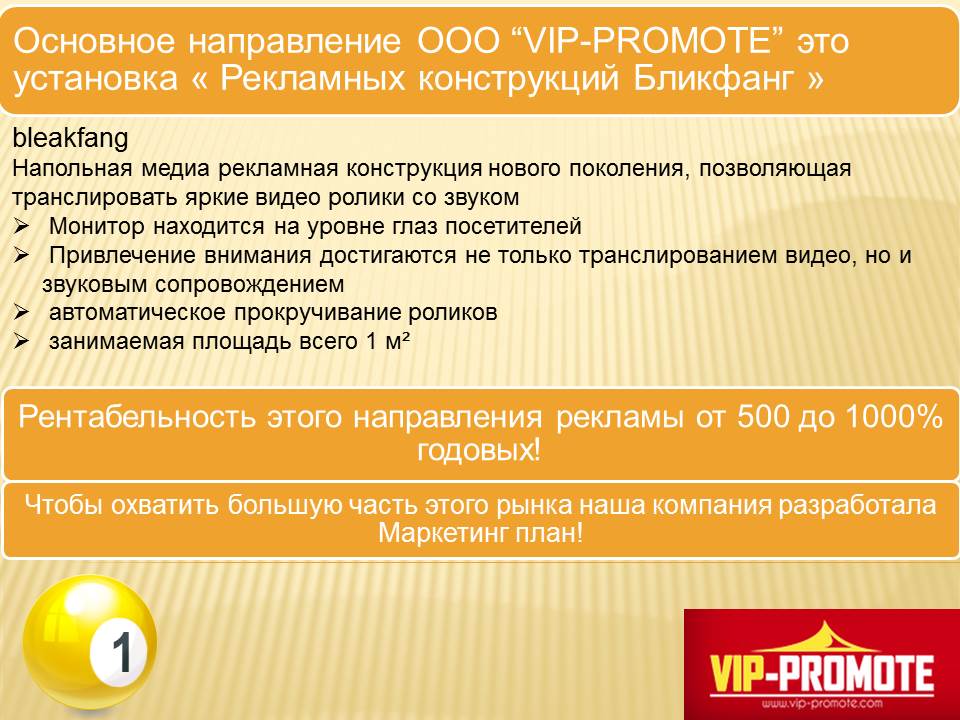 Основное направление ООО “VIP-PROMOTE” это
установка « Рекламных конструкций Бликфанг »
bleakfang
Напольная медиа рекламная конструкция нового поколения, позволяющая
транслировать яркие видео ролики со звуком
➢ Монитор находится на уровне глаз посетителей
➢ Привлечение внимания достигаются не только транслированием видео, но и
звуковым сопровождением
➢ автоматическое прокручивание роликов
➢ занимаемая площадь всего 1 м²
Рентабельность этого направления рекламы от 500 до 1000%
годовых!
Чтобы охватить большую часть этого рынка наша компания разработала
Маркетинг план!
1
VIP-PROMOTE
www.vip-promote.com